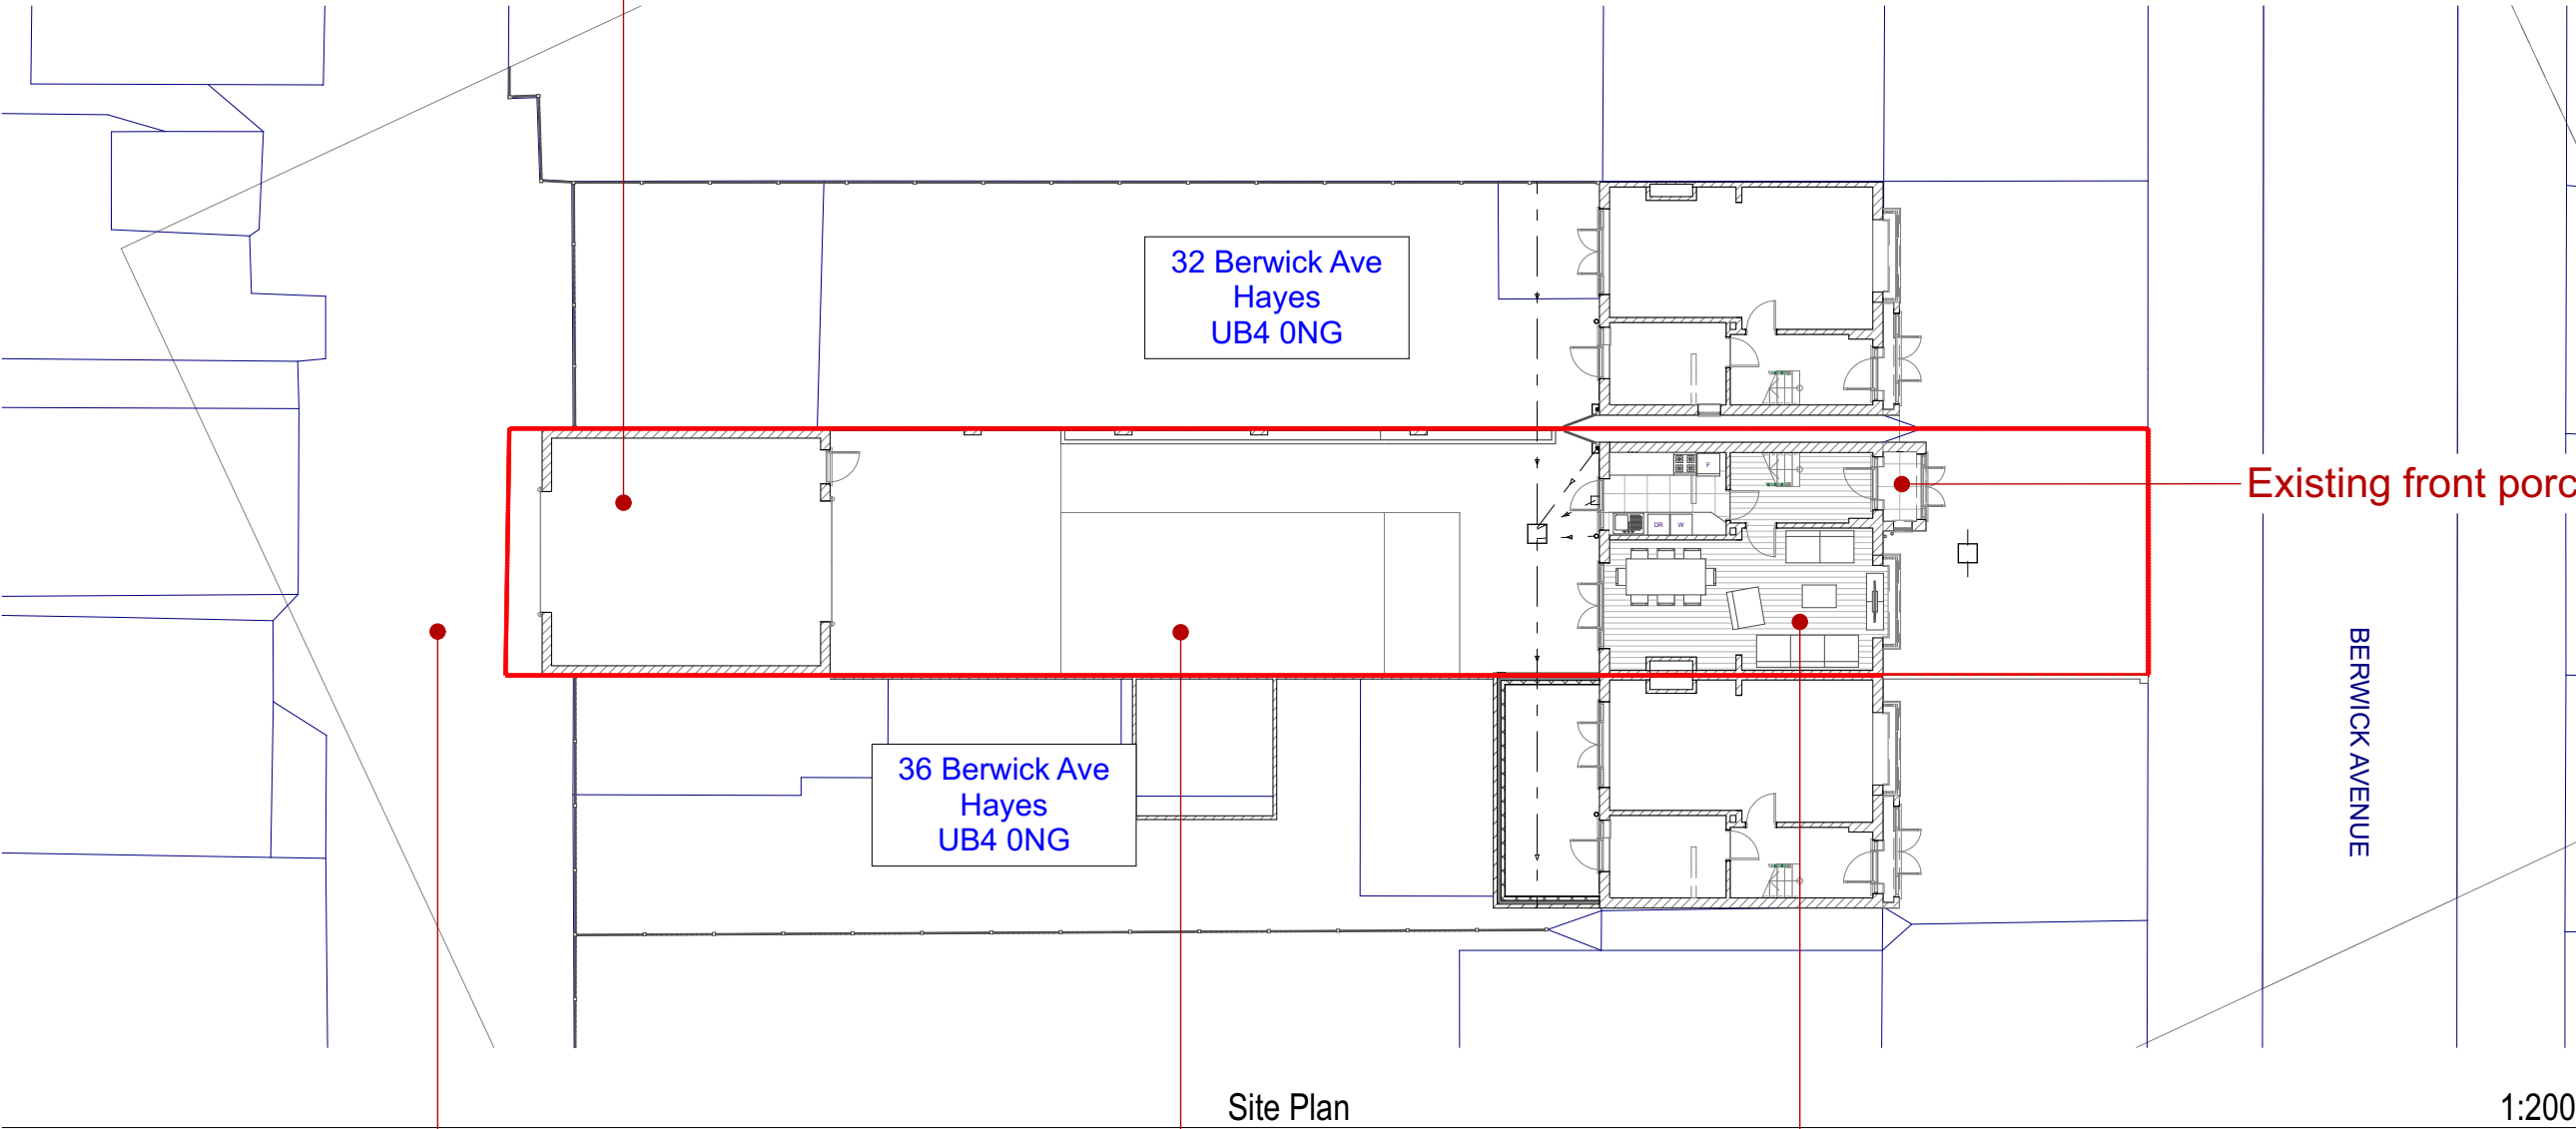 32 Berwick Ave
Hayes
UB4 0NG
F
DR
W
Existing front porc
BERWICK AVENUE
36 Berwick Ave
Hayes
UB4 0NG
Site Plan
1:200